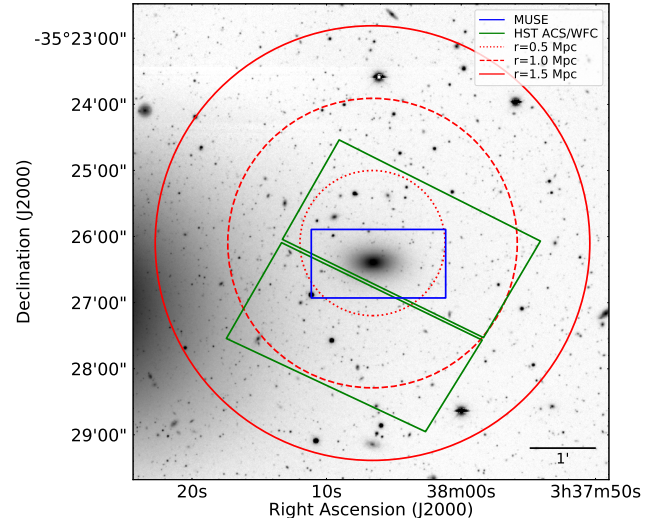 MUSE
HST ACS/WFC
r=0.5 Mpc
r=1.0 Mpc
r=1.5 Mpc
-35°23'00"
24'00"
25'00"
26'00"
27'00"
28'00"
29'00"
Declination (J2000)
1'
20s 10s 38m00s 3h37m50s
Right Ascension (J2000)